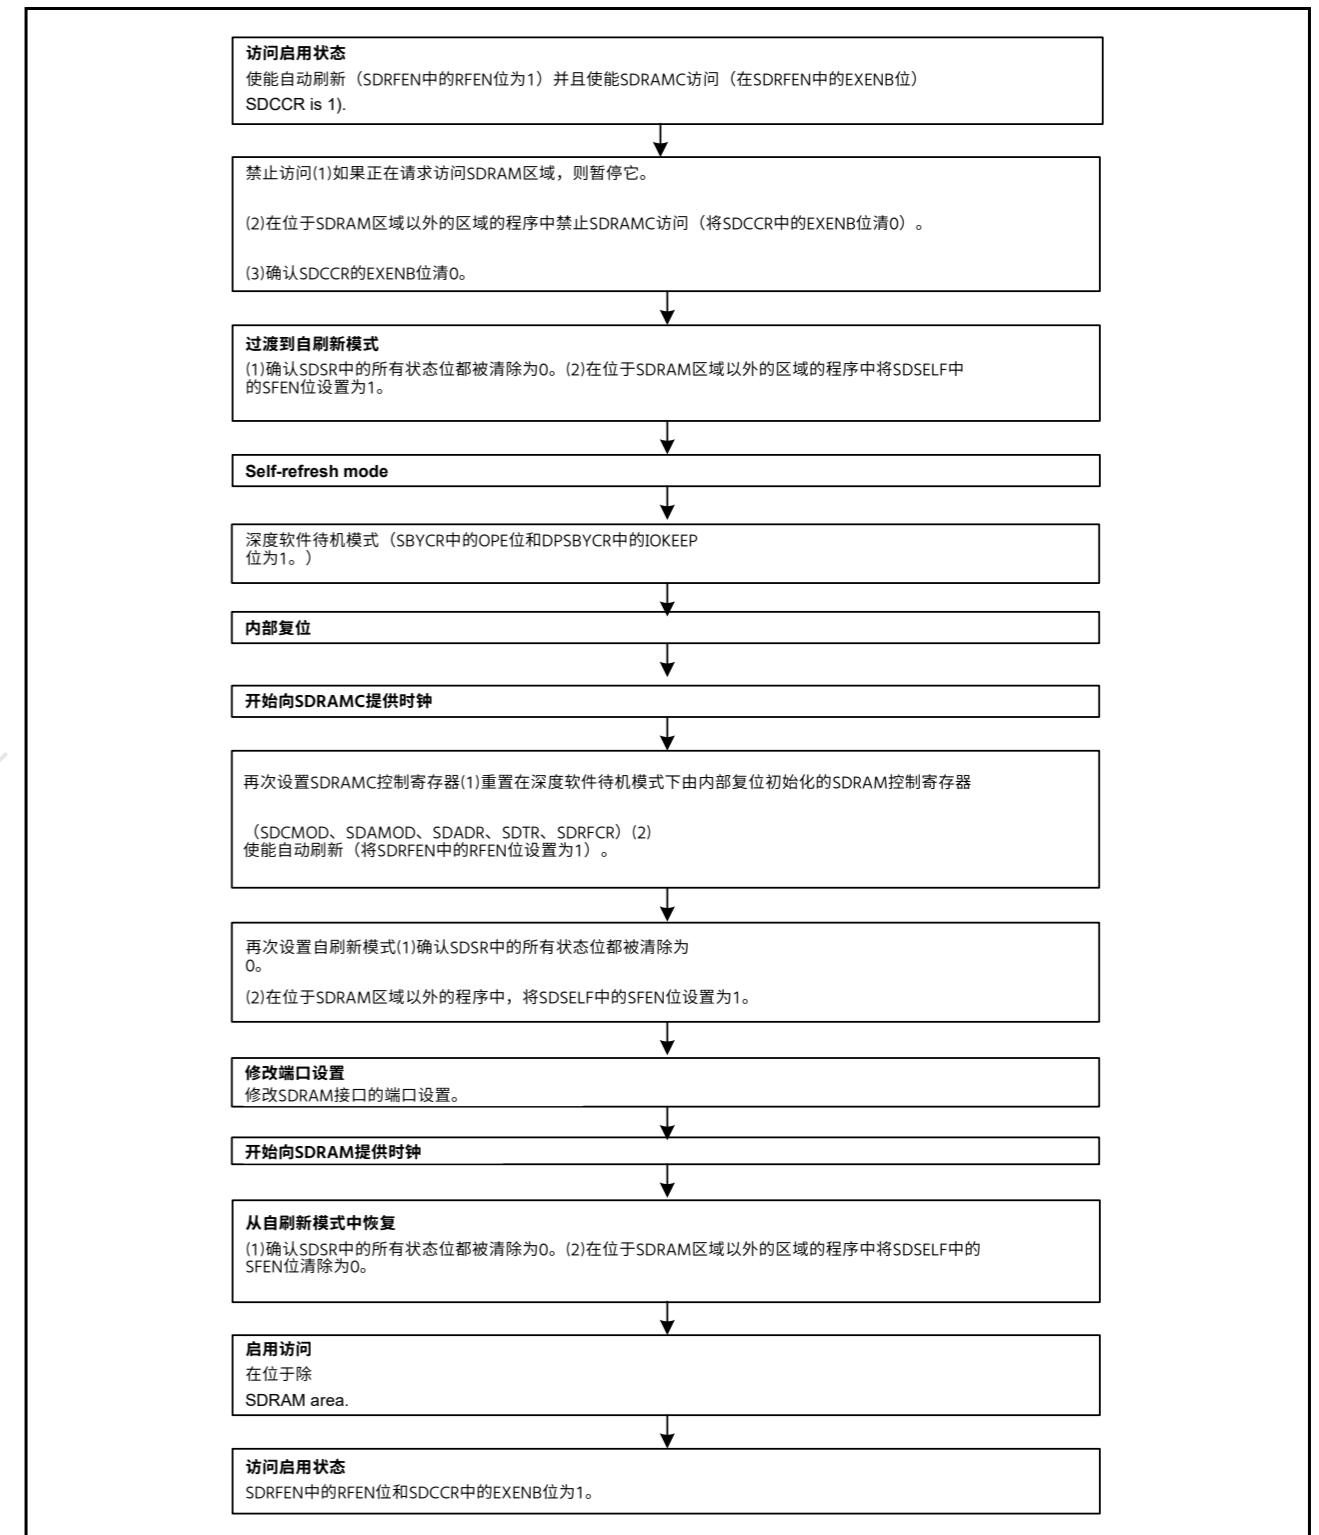 访问启用状态
使能自动刷新（SDRFEN中的RFEN位为1）并且使能SDRAMC访问（在SDRFEN中的EXENB位）
SDCCR is 1).
禁止访问(1)如果正在请求访问SDRAM区域，则暂停它。
(2)在位于SDRAM区域以外的区域的程序中禁止SDRAMC访问（将SDCCR中的EXENB位清0）。
(3)确认SDCCR的EXENB位清0。
过渡到自刷新模式
(1)确认SDSR中的所有状态位都被清除为0。(2)在位于SDRAM区域以外的区域的程序中将SDSELF中
的SFEN位设置为1。
Self-refresh mode
深度软件待机模式（SBYCR中的OPE位和DPSBYCR中的IOKEEP
位为1。）
内部复位
开始向SDRAMC提供时钟
再次设置SDRAMC控制寄存器(1)重置在深度软件待机模式下由内部复位初始化的SDRAM控制寄存器
（SDCMOD、SDAMOD、SDADR、SDTR、SDRFCR）(2)
使能自动刷新（将SDRFEN中的RFEN位设置为1）。
再次设置自刷新模式(1)确认SDSR中的所有状态位都被清除为
0。
(2)在位于SDRAM区域以外的程序中，将SDSELF中的SFEN位设置为1。
修改端口设置
修改SDRAM接口的端口设置。
开始向SDRAM提供时钟
从自刷新模式中恢复
(1)确认SDSR中的所有状态位都被清除为0。(2)在位于SDRAM区域以外的区域的程序中将SDSELF中的
SFEN位清除为0。
启用访问
在位于除
SDRAM area.
访问启用状态
SDRFEN中的RFEN位和SDCCR中的EXENB位为1。